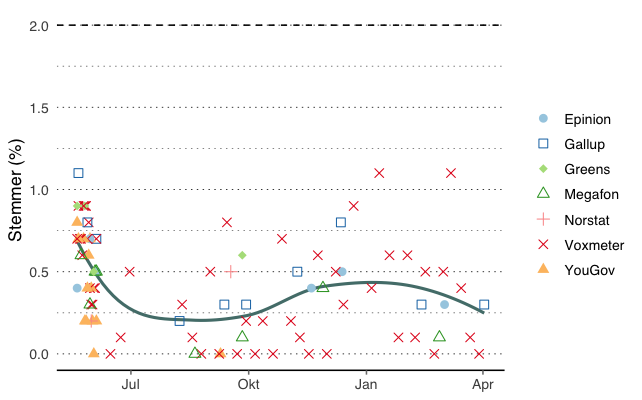 Stemmer (%)
2.0
1.5
1.0
0.5
0.0
Jul
Okt
Jan
Apr
Epinion
Gallup
Greens
Megafon
Norstat
Voxmeter
YouGov